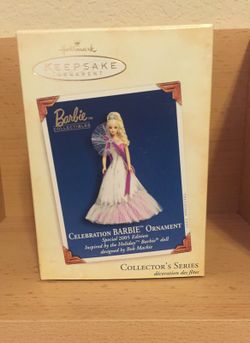 Hallmark
KEEPSAKE
ORNAMENT
Barbie™
COLLECTIBLES
CELEBRATION BARBIE™ ORNAMENT
Special 2005 Edition
Inspired by the Holiday™ Barbie® doll
designed by Bob Mackie
COLLECTOR'S SERIES
décoration des fêtes